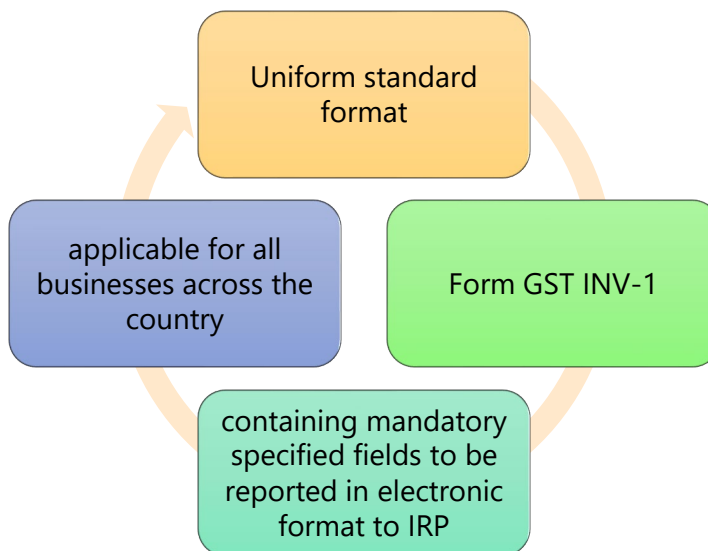 Uniform standard
format
Form GST INV-1
containing mandatory
specified fields to be
reported in electronic
format to IRP
applicable for all
businesses across the
country